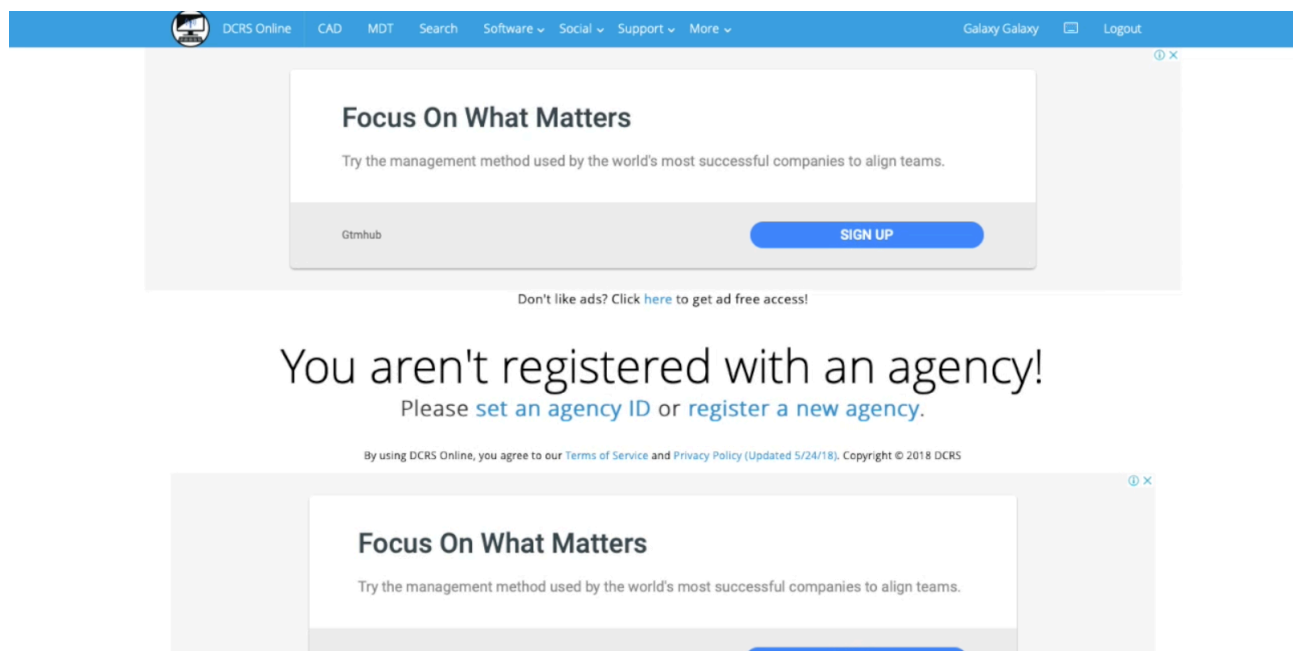 DCRS Online CAD MDT Search Software Social Support More Galaxy Galaxy Logout
Focus On What Matters
Try the management method used by the world's most successful companies to align teams.
Gtmhub SIGN UP
Don't like ads? Click here to get ad free access!
You aren't registered with an agency!
Please set an agency ID or register a new agency.
By using DCRS Online, you agree to our Terms of Service and Privacy Policy (Updated 5/24/18). Copyright © 2018 DCRS
Focus On What Matters
Try the management method used by the world's most successful companies to align teams.